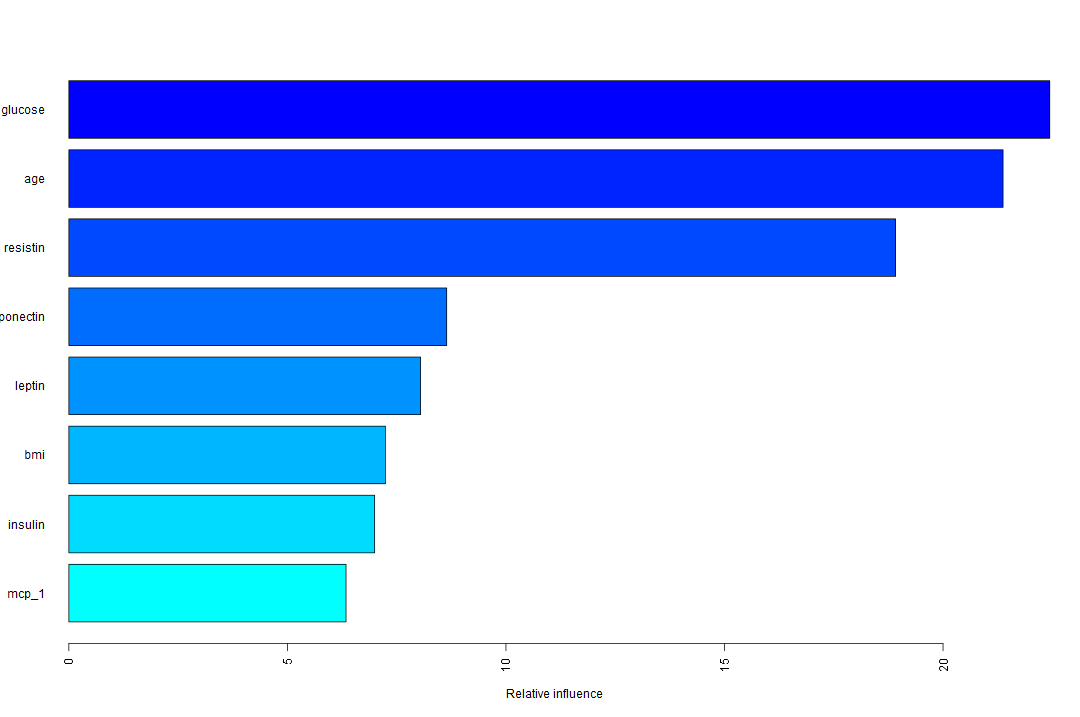 glucose
age
resistin
ponectin
leptin
bmi
insulin
mcp_1
0 5 10 15 20
Relative influence